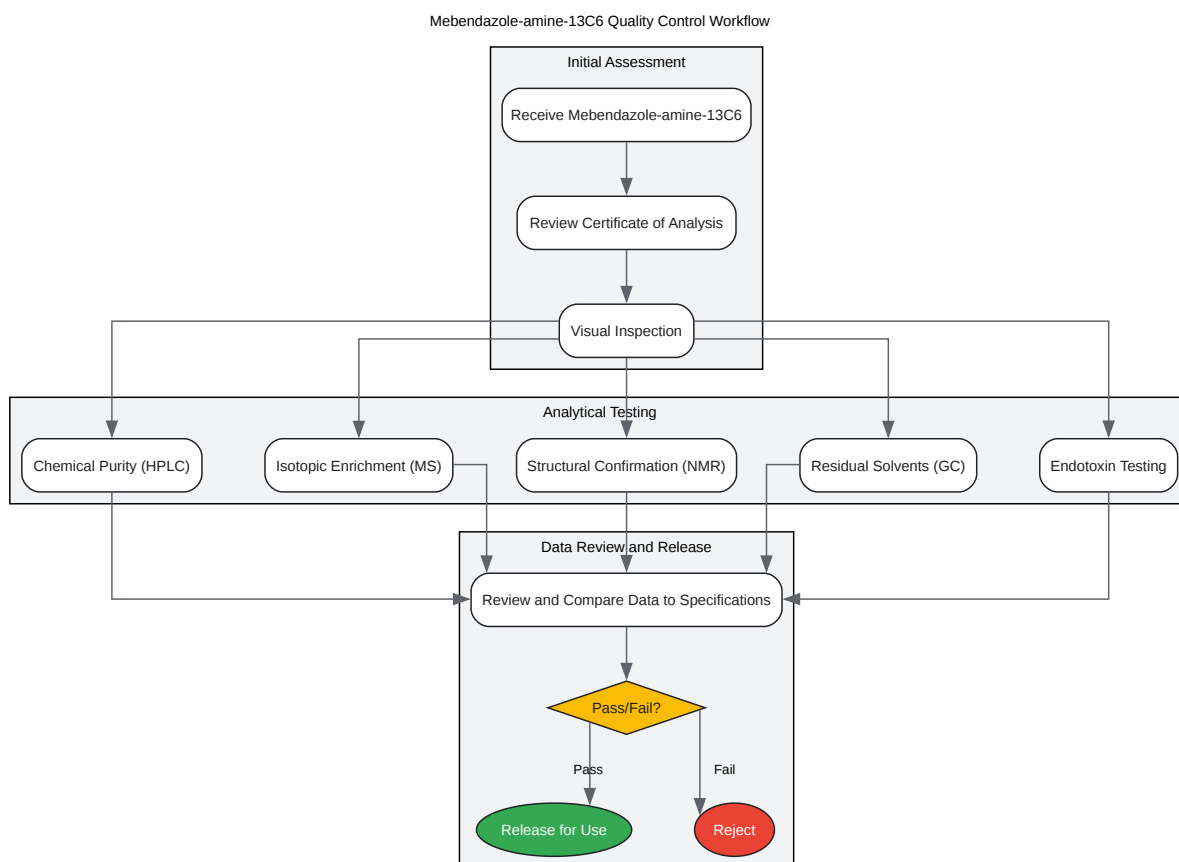 Mebendazole-amine-13C6 Quality Control Workflow
Initial Assessment
Receive Mebendazole-amine-13C6
Review Certificate of Analysis
Visual Inspection
Analytical Testing
Chemical Purity (HPLC)
Isotopic Enrichment (MS)
Structural Confirmation (NMR)
Residual Solvents (GC)
Endotoxin Testing
Data Review and Release
Review and Compare Data to Specifications
Pass/Fail?
Pass
Fail
Release for Use
Reject